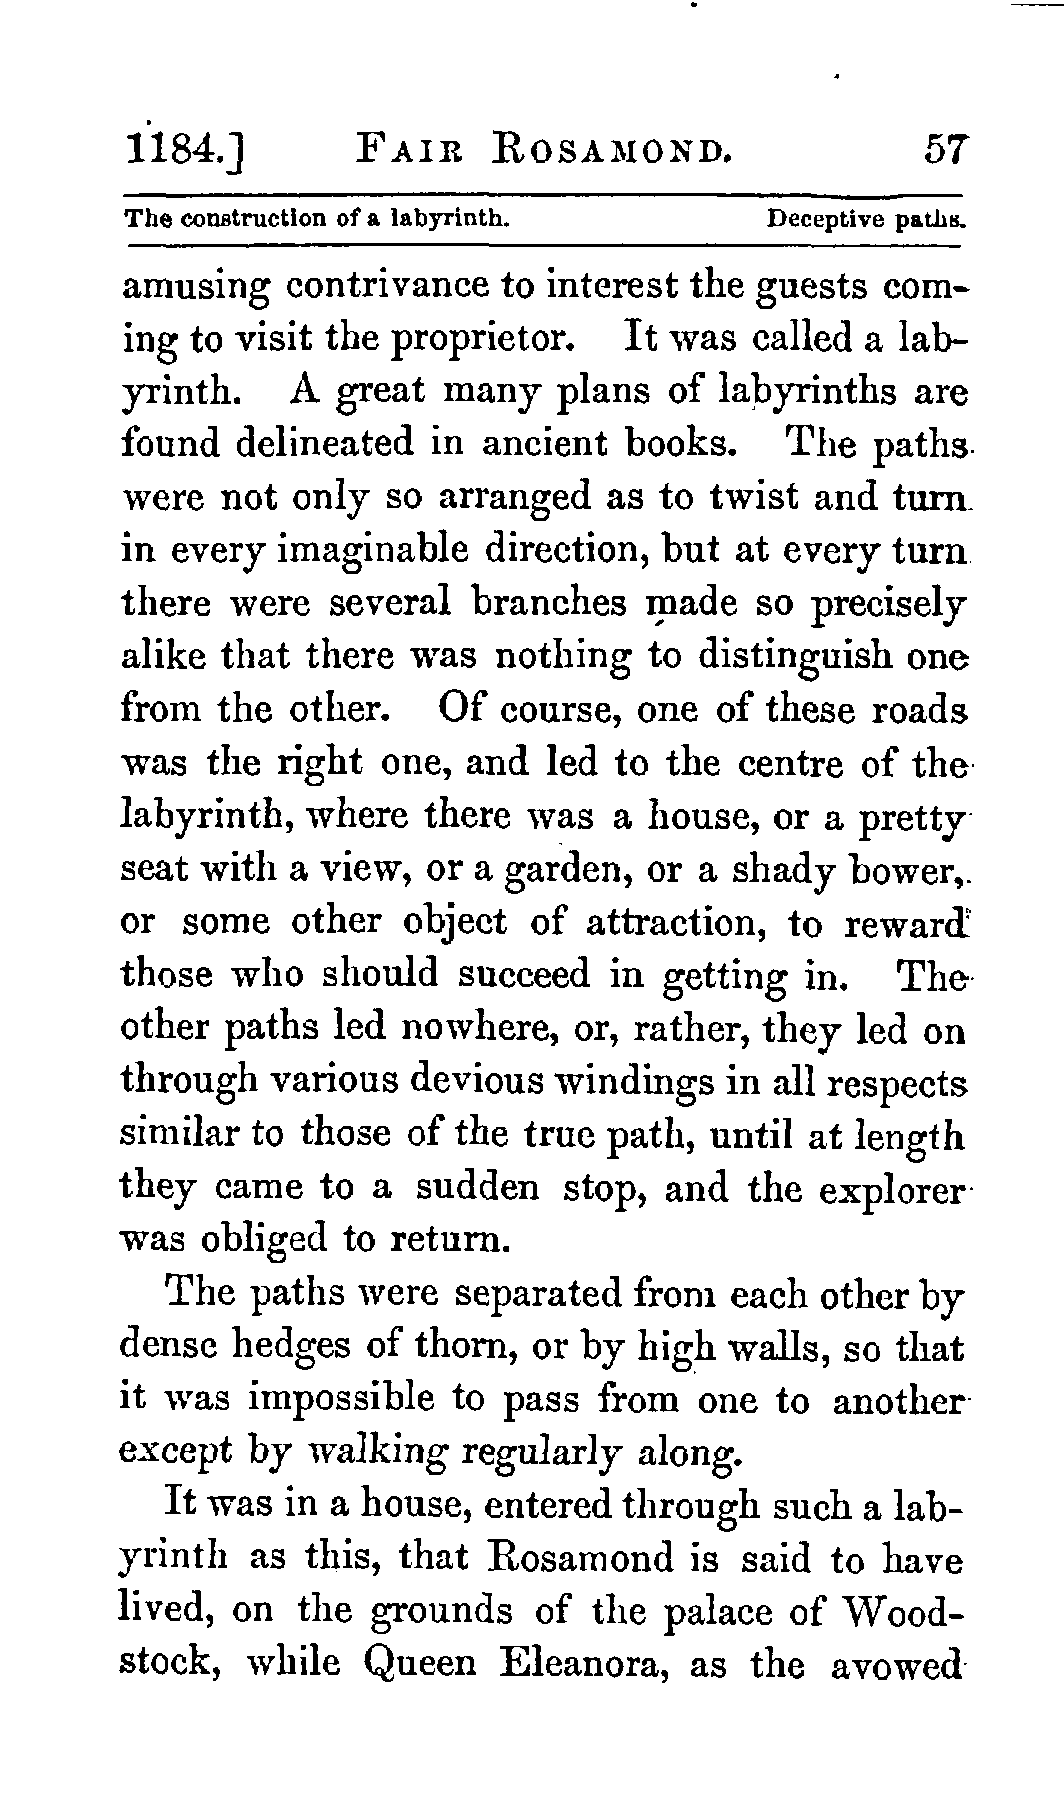 1184.] FAIR ROSAMOND. 57
The construction of a labyrinth. Deceptive paths.
amusing contrivance to interest the guests com-
ing to visit the proprietor. It was called a lab-
yrinth. A great many plans of labyrinths are
found delineated in ancient books. The paths
were not only so arranged as to twist and turn
in every imaginable direction, but at every turn
there were several branches made so precisely
alike that there was nothing to distinguish one
from the other. Of course, one of these roads
was the right one, and led to the centre of the
labyrinth, where there was a house, or a pretty
seat with a view, or a garden, or a shady bower,
or some other object of attraction, to reward
those who should succeed in getting in. The
other paths led nowhere, or, rather, they led on
through various devious windings in all respects
similar to those of the true path, until at length
they came to a sudden stop, and the explorer
was obliged to return.
The paths were separated from each other by
dense hedges of thorn, or by high walls, so that
it was impossible to pass from one to another
except by walking regularly along.
It was in a house, entered through such a lab-
yrinth as this, that Rosamond is said to have
lived, on the grounds of the palace of Wood-
stock, while Queen Eleanora, as the avowed